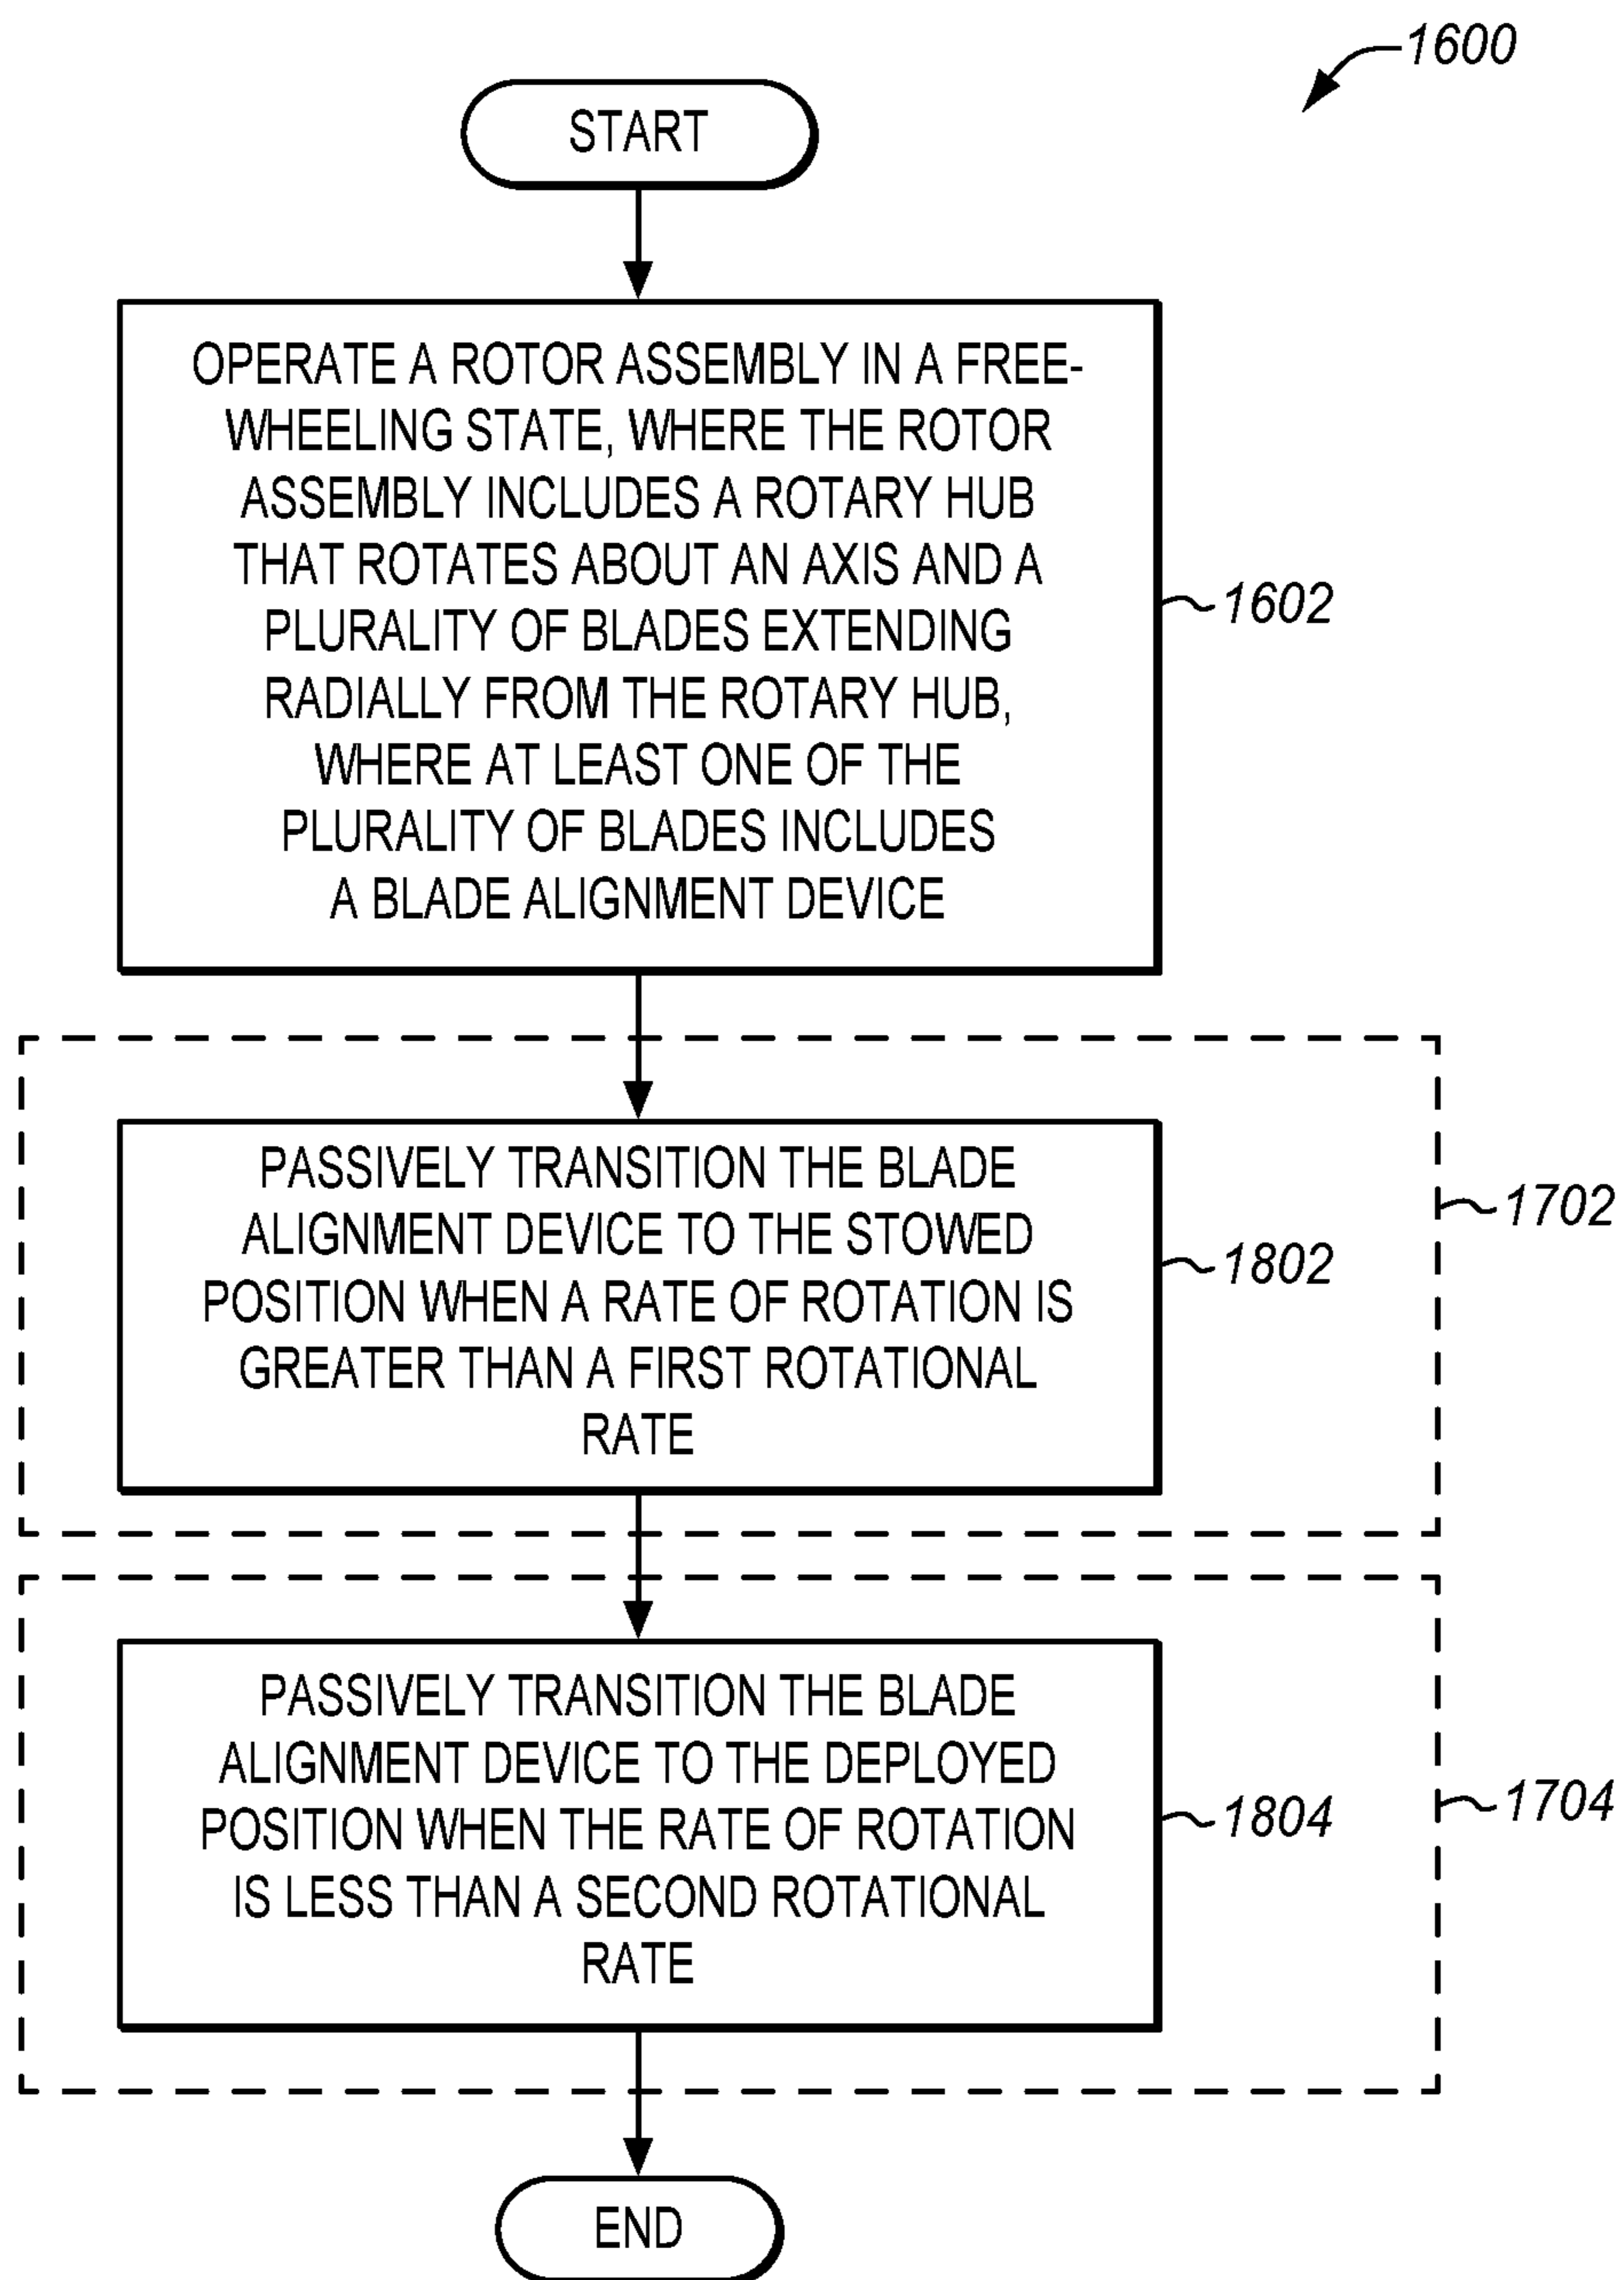 1600
START
OPERATE A ROTOR ASSEMBLY IN A FREE-
WHEELING STATE, WHERE THE ROTOR
ASSEMBLY INCLUDES A ROTARY HUB
THAT ROTATES ABOUT AN AXIS AND A
PLURALITY OF BLADES EXTENDING
RADIALLY FROM THE ROTARY HUB,
WHERE AT LEAST ONE OF THE
PLURALITY OF BLADES INCLUDES
A BLADE ALIGNMENT DEVICE
1602
PASSIVELY TRANSITION THE BLADE
ALIGNMENT DEVICE TO THE STOWED
POSITION WHEN A RATE OF ROTATION IS
GREATER THAN A FIRST ROTATIONAL
RATE
1802
1702
PASSIVELY TRANSITION THE BLADE
ALIGNMENT DEVICE TO THE DEPLOYED
POSITION WHEN THE RATE OF ROTATION
IS LESS THAN A SECOND ROTATIONAL
RATE
1804
1704
END